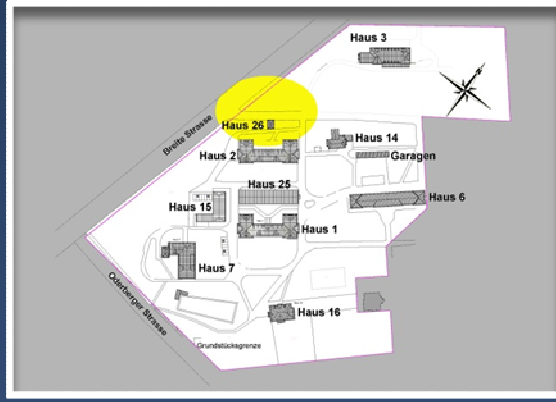 Haus 3
Breite Strasse
Haus 26
Haus 14
Haus 2
Garagen
Haus 25
Haus 15
Haus 6
Haus 1
Haus 7
Oderberger Strasse
Haus 16
Grundstücksgrenze